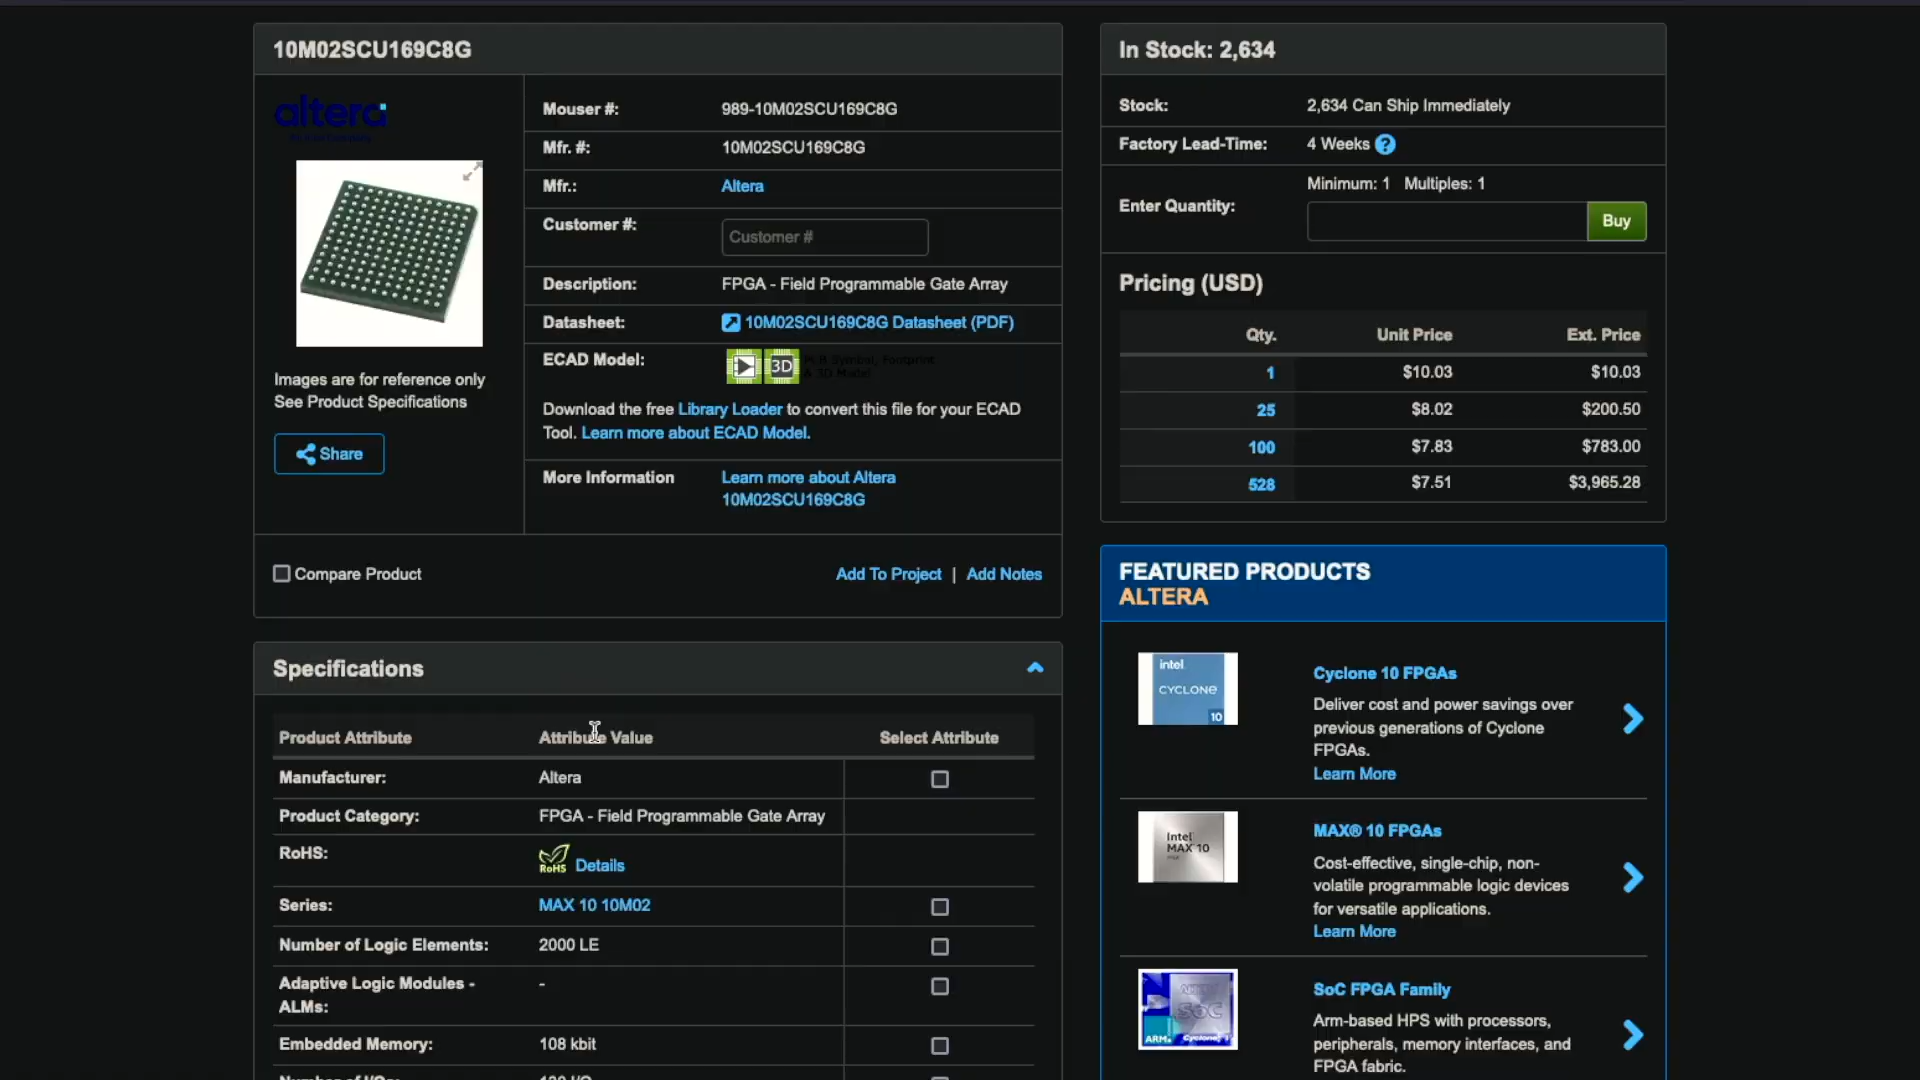 10M02SCU169C8G
altera
Mouser #: 989-10M02SCU169C8G
Mfr. #: 10M02SCU169C8G
Mfr.: Altera
Customer #: Customer #
Description: FPGA - Field Programmable Gate Array
Datasheet: 10M02SCU169C8G Datasheet (PDF)
ECAD Model: 3D PCB Symbol, Footprint
& 3D Model
Download the free Library Loader to convert this file for your ECAD
Tool. Learn more about ECAD Model.
More Information Learn more about Altera
10M02SCU169C8G
Images are for reference only
See Product Specifications
Share
Compare Product Add To Project | Add Notes
Specifications
Product Attribute Attribute Value Select Attribute
Manufacturer: Altera
Product Category: FPGA - Field Programmable Gate Array
RoHS: RoHS Details
Series: MAX 10 10M02
Number of Logic Elements: 2000 LE
Adaptive Logic Modules - -
ALMs:
Embedded Memory: 108 kbit
In Stock: 2,634
Stock: 2,634 Can Ship Immediately
Factory Lead-Time: 4 Weeks ?
Minimum: 1 Multiples: 1
Enter Quantity: Buy
Pricing (USD)
Qty. Unit Price Ext. Price
1 $10.03 $10.03
25 $8.02 $200.50
100 $7.83 $783.00
528 $7.51 $3,965.28
FEATURED PRODUCTS
ALTERA
intel
CYCLONE
10
Cyclone 10 FPGAs
Deliver cost and power savings over
previous generations of Cyclone
FPGAs.
Learn More
Intel
MAX 10
MAX® 10 FPGAs
Cost-effective, single-chip, non-
volatile programmable logic devices
for versatile applications.
Learn More
SoC
ARM
SoC FPGA Family
Arm-based HPS with processors,
peripherals, memory interfaces, and
FPGA fabric.